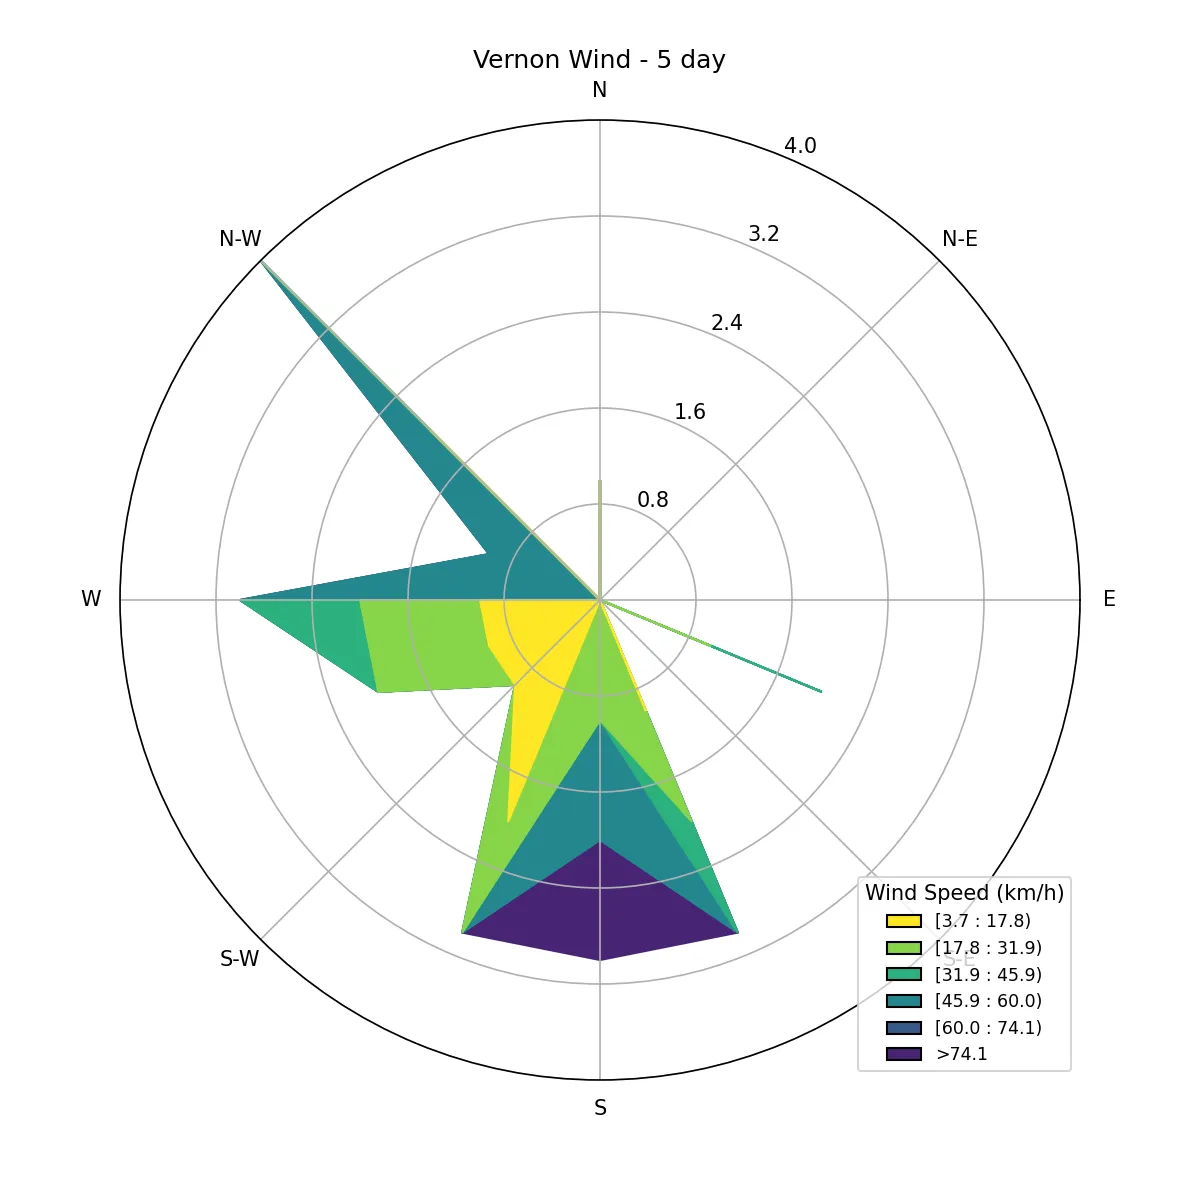 Vernon Wind - 5 day
N
4.0
N-W
3.2
N-E
2.4
1.6
0.8
W
E
Wind Speed (km/h)
[3.7 : 17.8)
[17.8 : 31.9)
S-W
S-E
[31.9 : 45.9)
[45.9 : 60.0)
[60.0 : 74.1)
>74.1
S